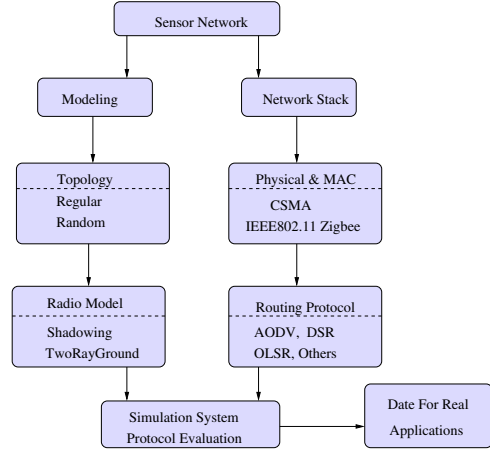 Sensor Network
Modeling
Network Stack
Topology
Regular
Random
Physical & MAC
CSMA
IEEE802.11 Zigbee
Radio Model
Shadowing
TwoRayGround
Routing Protocol
AODV, DSR
OLSR, Others
Simulation System
Protocol Evaluation
Date For Real
Applications